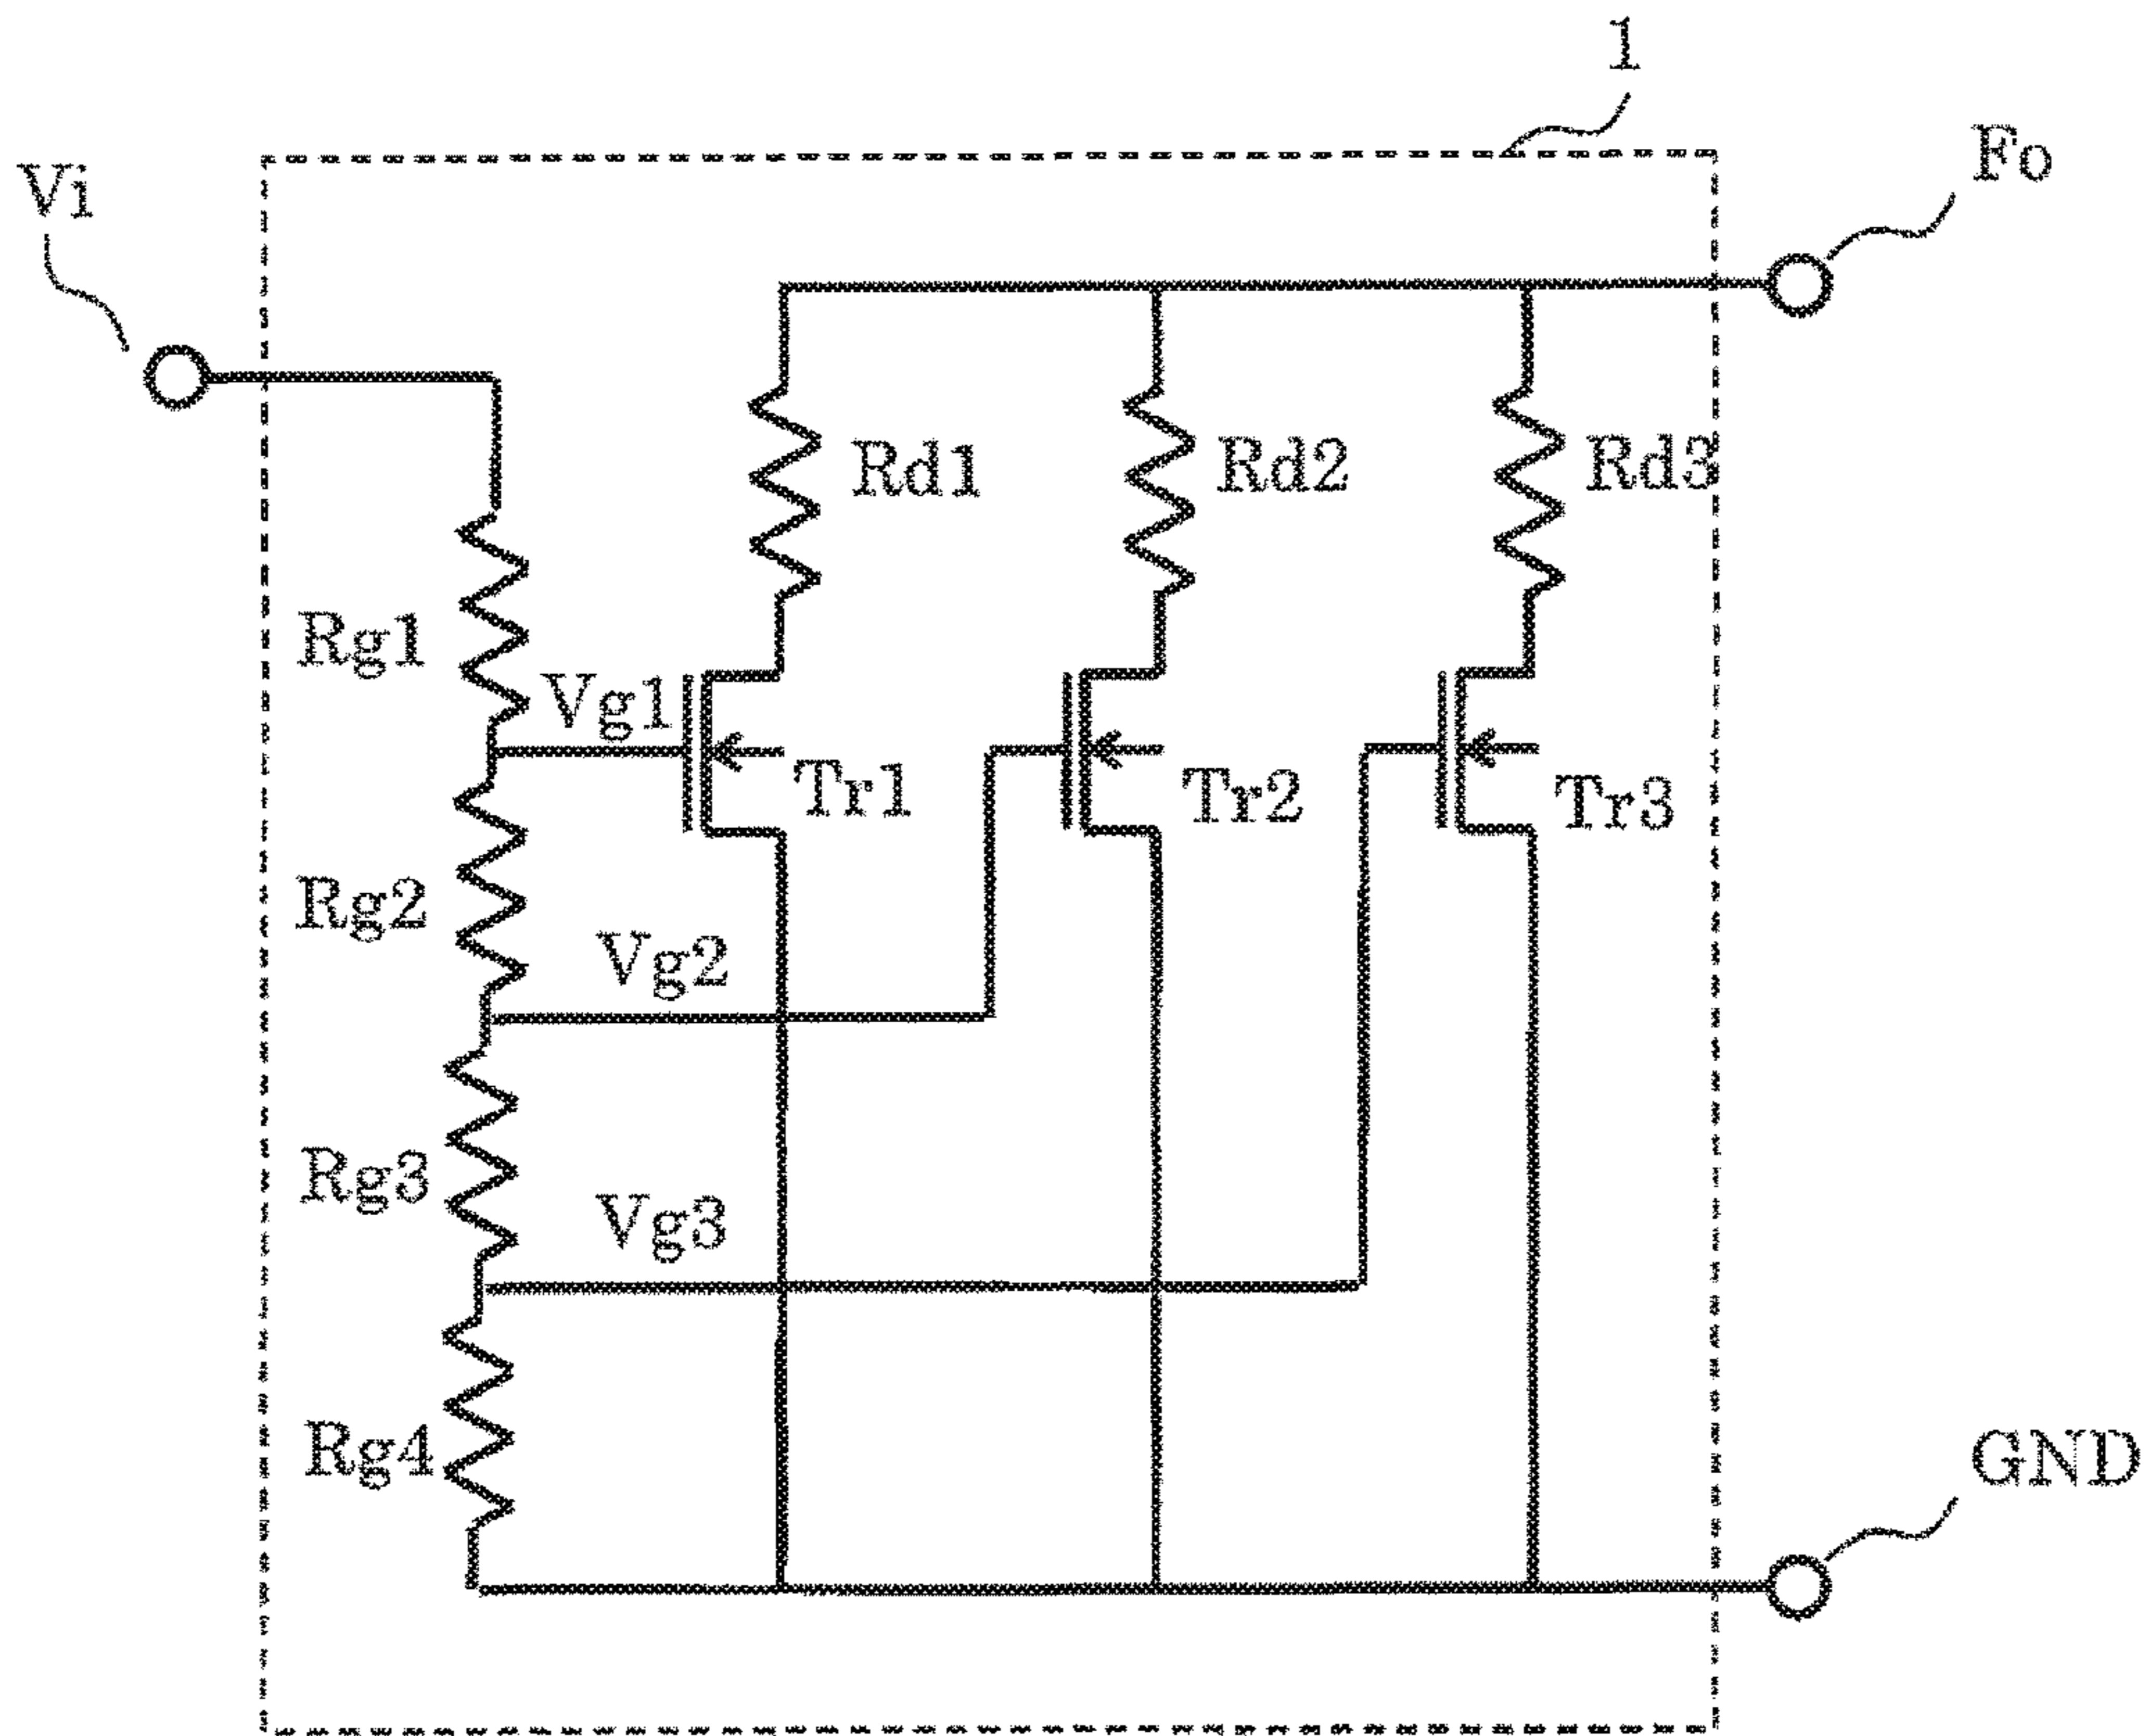 1
Fo
Vi
Rd1
Rd2
Rd3
Rg1
Vg1
Tr1
Tr2
Tr3
Rg2
Vg2
Rg3
Vg3
Rg4
GND